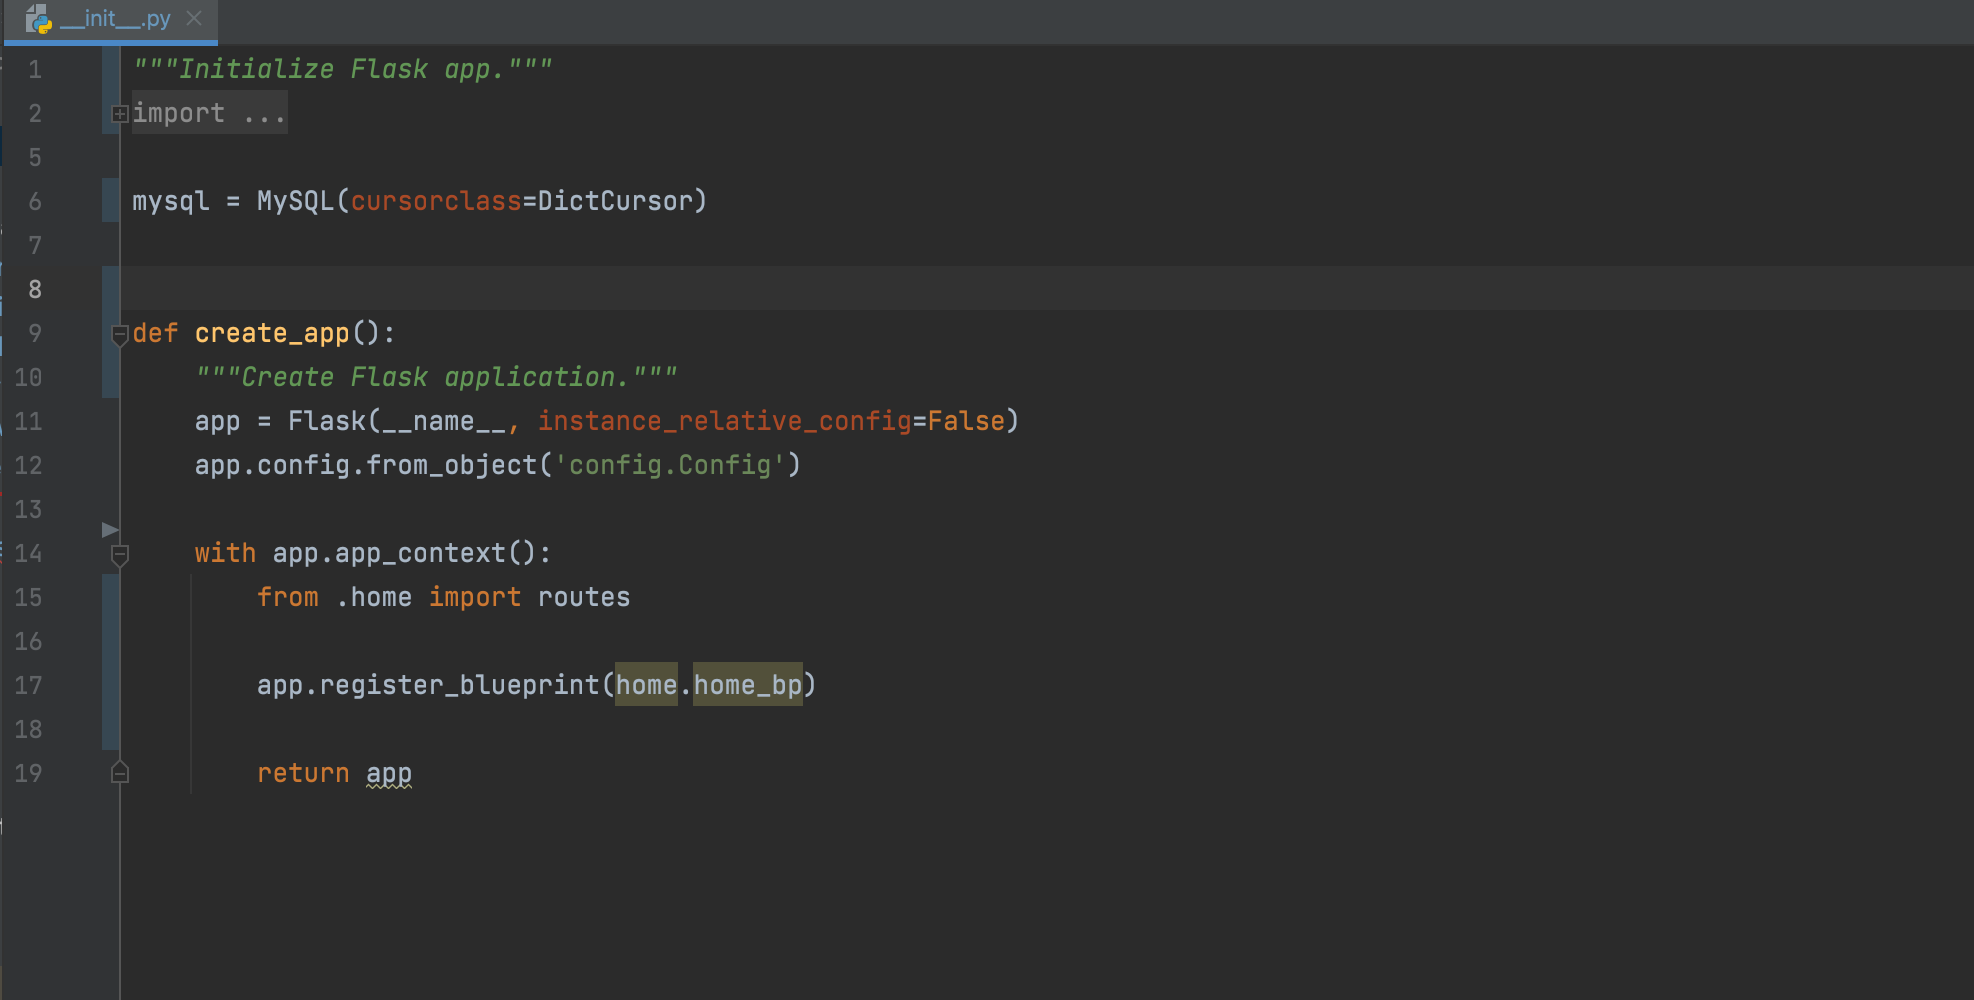 __init__.py
1 """Initialize Flask app."""
2 import ...
5
6 mysql = MySQL(cursorclass=DictCursor)
7
8
9 def create_app():
10     """Create Flask application."""
11     app = Flask(__name__, instance_relative_config=False)
12     app.config.from_object('config.Config')
13
14     with app.app_context():
15         from .home import routes
16
17         app.register_blueprint(home.home_bp)
18
19         return app